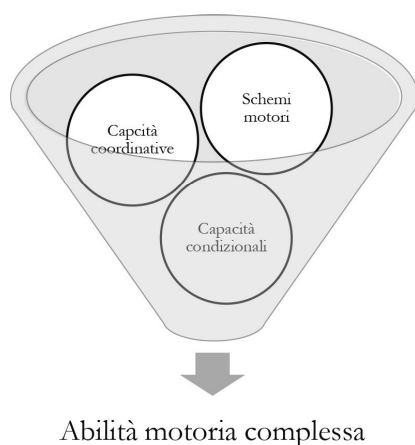 Schemi
motori
Capcità
coordinative
Capacità
condizionali
Abilità motoria complessa